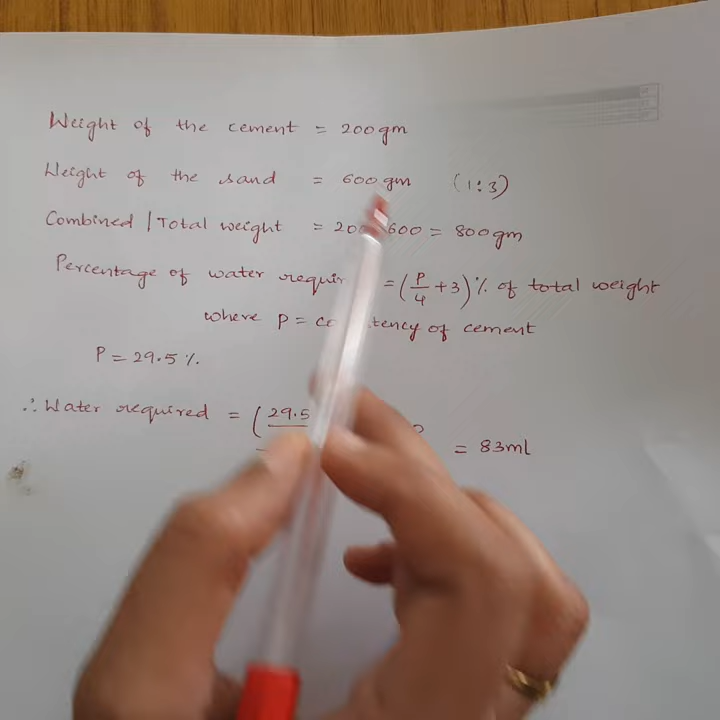 Weight of the cement = 200gm
Weight of the sand = 600gm (1:3)
Combined / Total weight = 200 600 = 800gm
Percentage of water = (P/4 + 3) % of total weight
where P = of cement
P = 29.5 %.
∴ Water required = (29.5
= 83ml